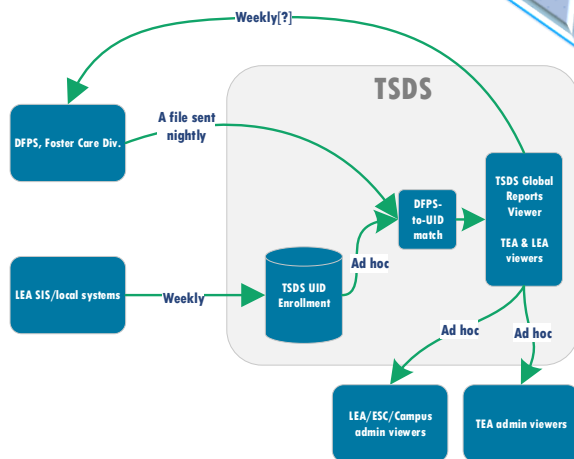 Weekly[?]
TSDS
A file sent
nightly
DFPS, Foster Care Div.
DFPS-
to-UID
match
TSDS Global
Reports
Viewer
TEA & LEA
viewers
Ad hoc
LEA SIS/local systems
Weekly
TSDS UID
Enrollment
Ad hoc
Ad hoc
LEA/ESC/Campus
admin viewers
TEA admin viewers